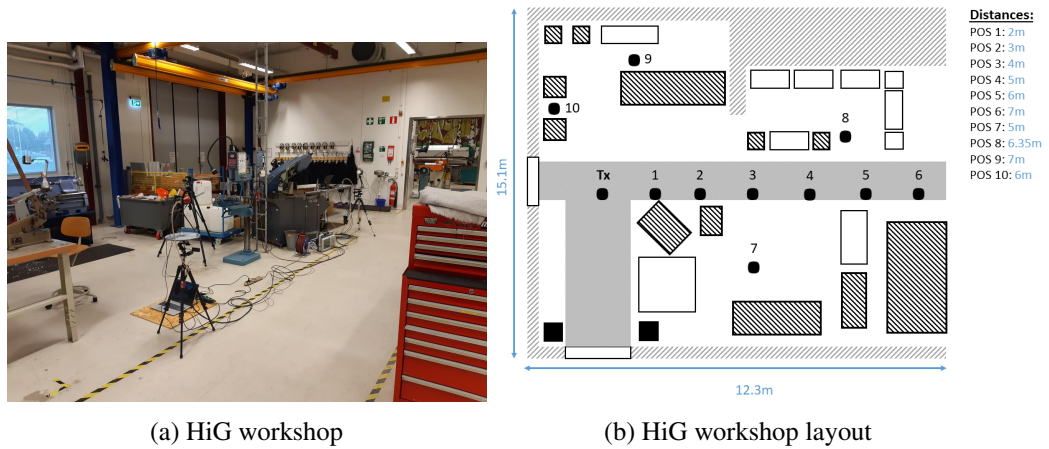 Distances:
POS 1: 2m
POS 2: 3m
POS 3: 4m
POS 4: 5m
POS 5: 6m
POS 6: 7m
POS 7: 5m
POS 8: 6.35m
POS 9: 7m
POS 10: 6m
9
10
8
15.1m
Tx 1 2 3 4 5 6
7
12.3m
(a) HiG workshop
(b) HiG workshop layout